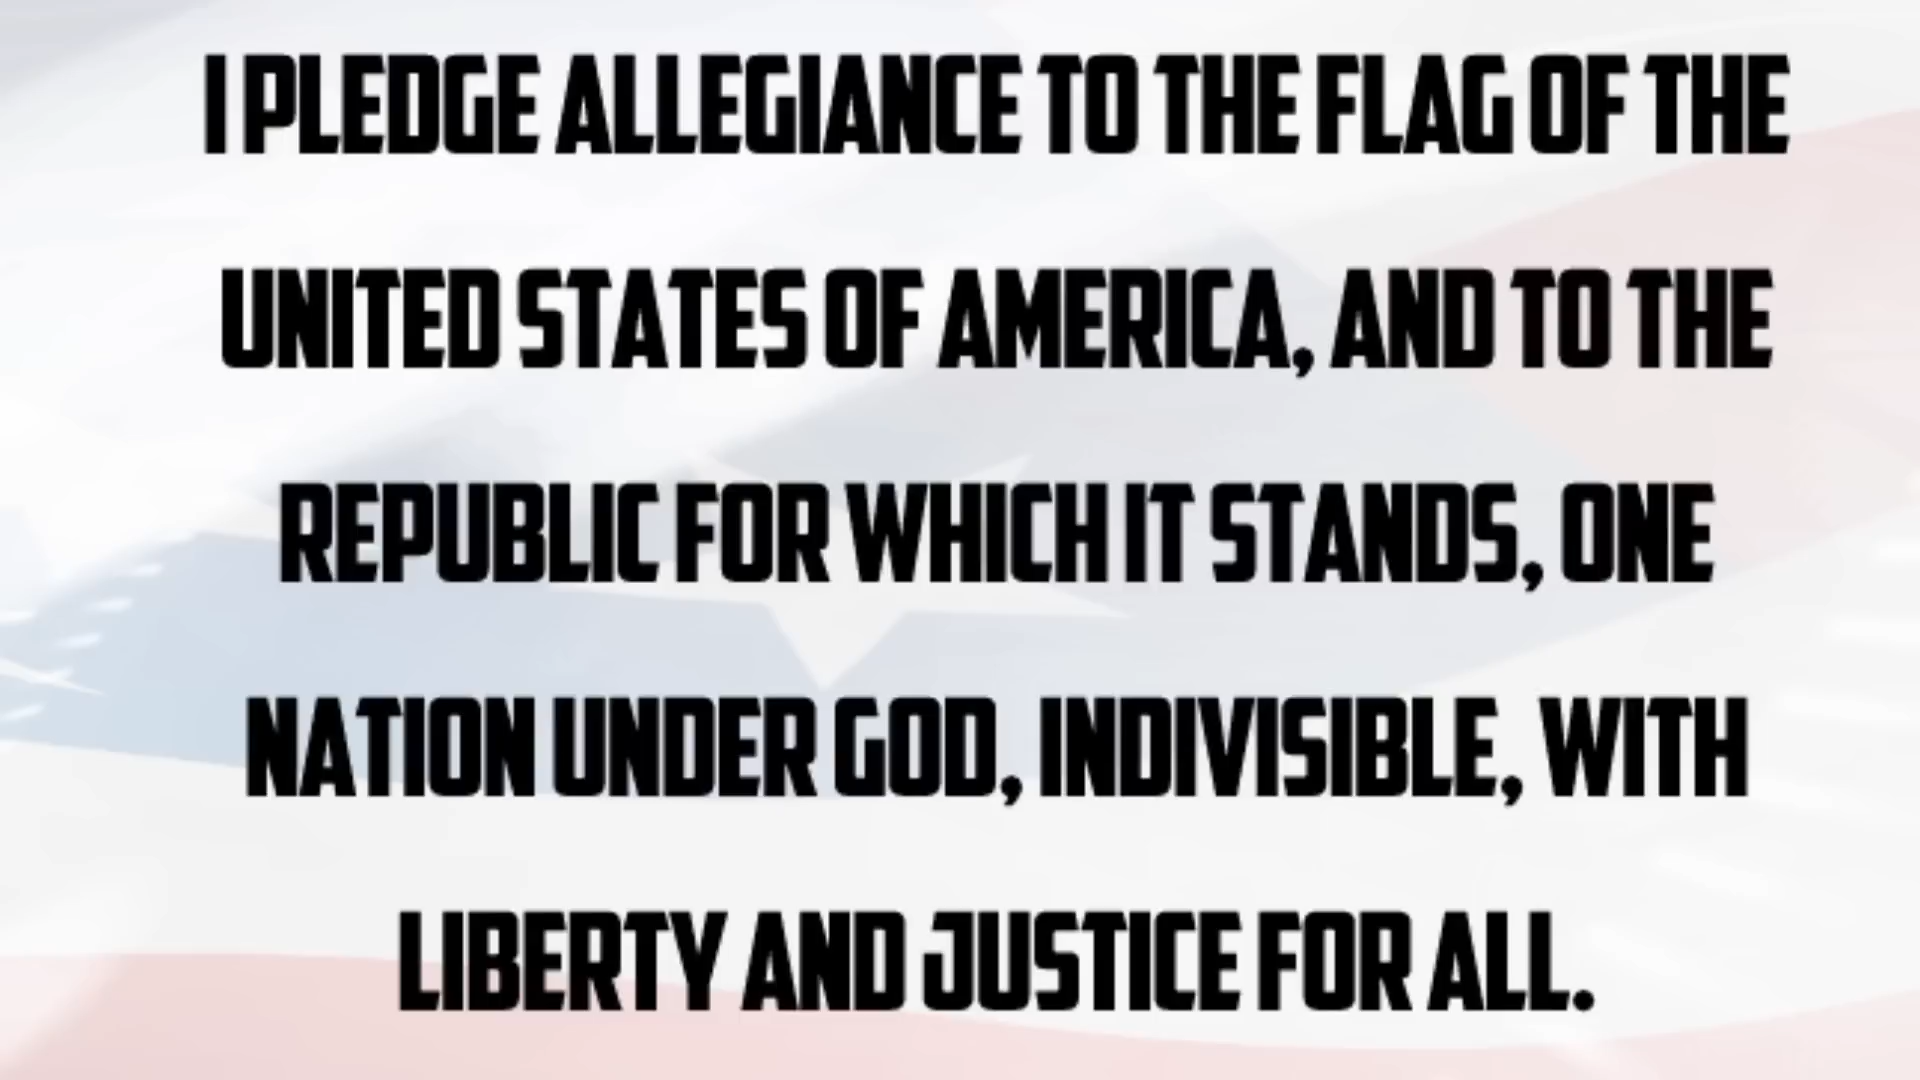 I PLEDGE ALLEGIANCE TO THE FLAG OF THE
UNITED STATES OF AMERICA, AND TO THE
REPUBLIC FOR WHICH IT STANDS, ONE
NATION UNDER GOD, INDIVISIBLE, WITH
LIBERTY AND JUSTICE FOR ALL.